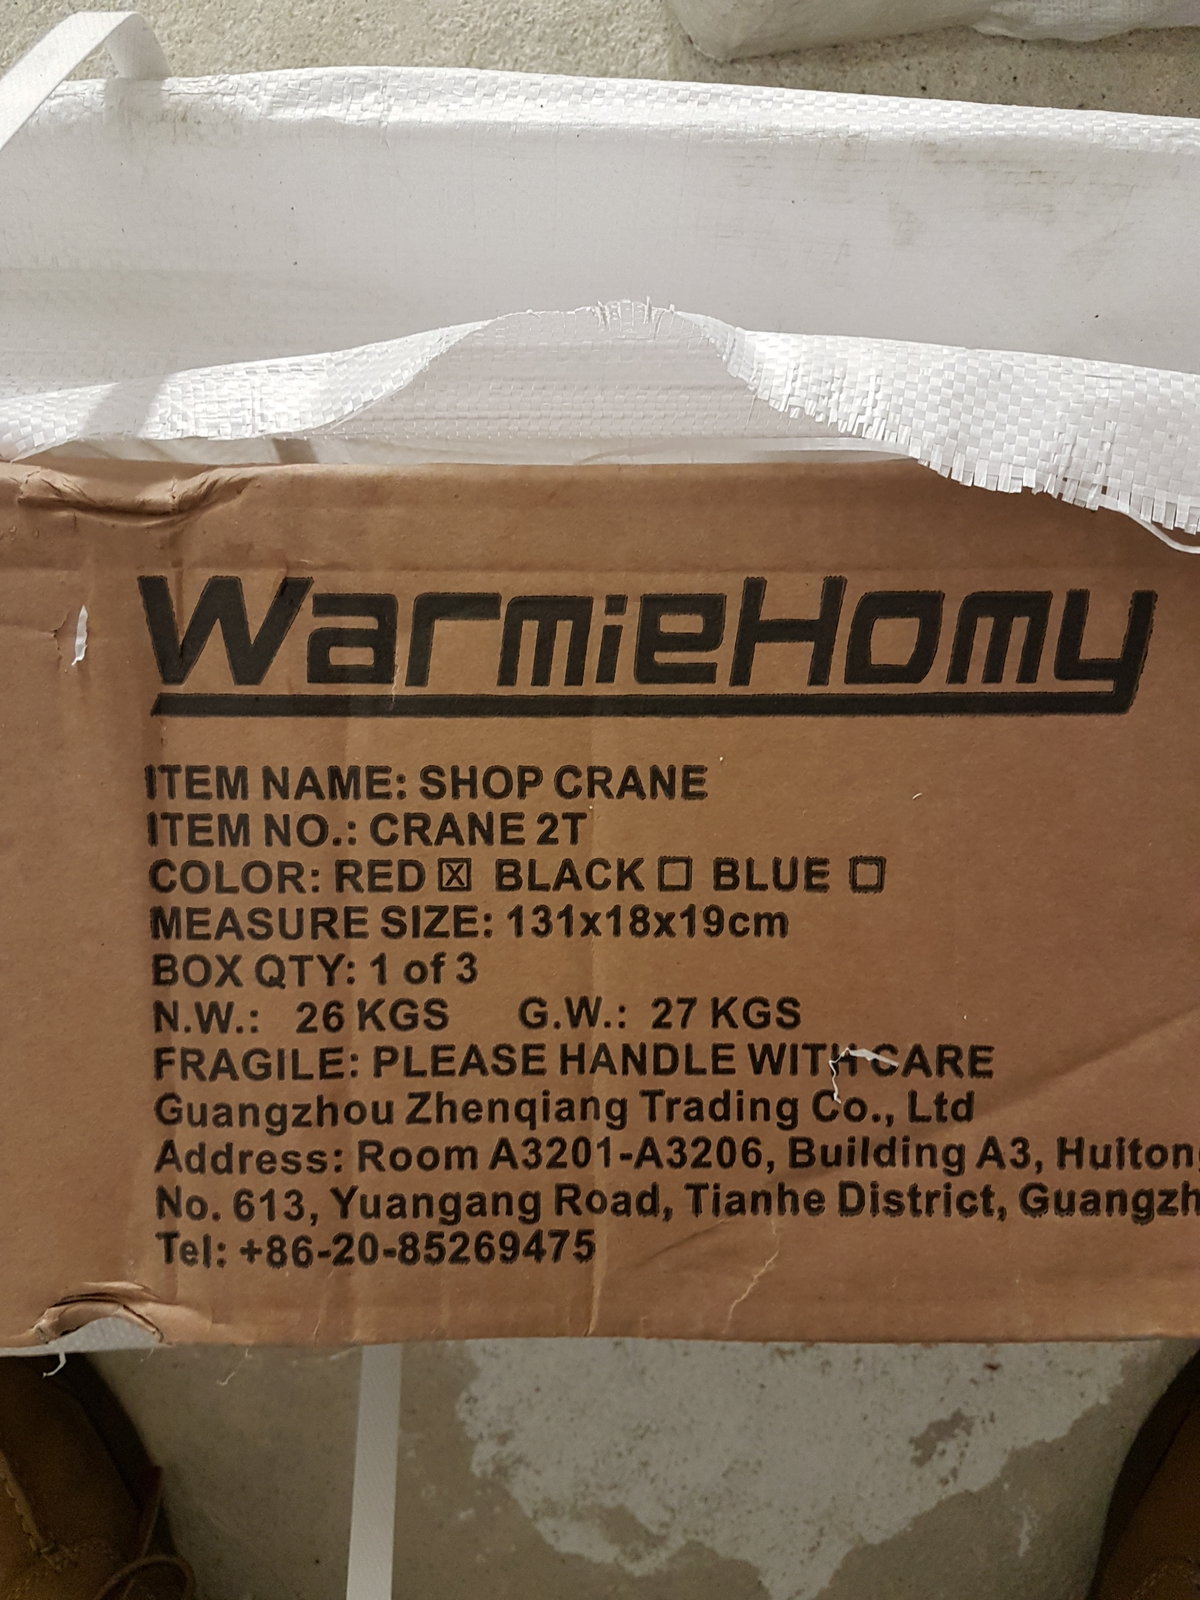 WarmieHomy
ITEM NAME: SHOP CRANE
ITEM NO.: CRANE 2T
COLOR: RED ☒ BLACK ☐ BLUE ☐
MEASURE SIZE: 131x18x19cm
BOX QTY: 1 of 3
N.W.: 26 KGS G.W.: 27 KGS
FRAGILE: PLEASE HANDLE WITH CARE
Guangzhou Zhenqiang Trading Co., Ltd
Address: Room A3201-A3206, Building A3, Huiton
No. 613, Yuangang Road, Tianhe District, Guangzh
Tel: +86-20-85269475